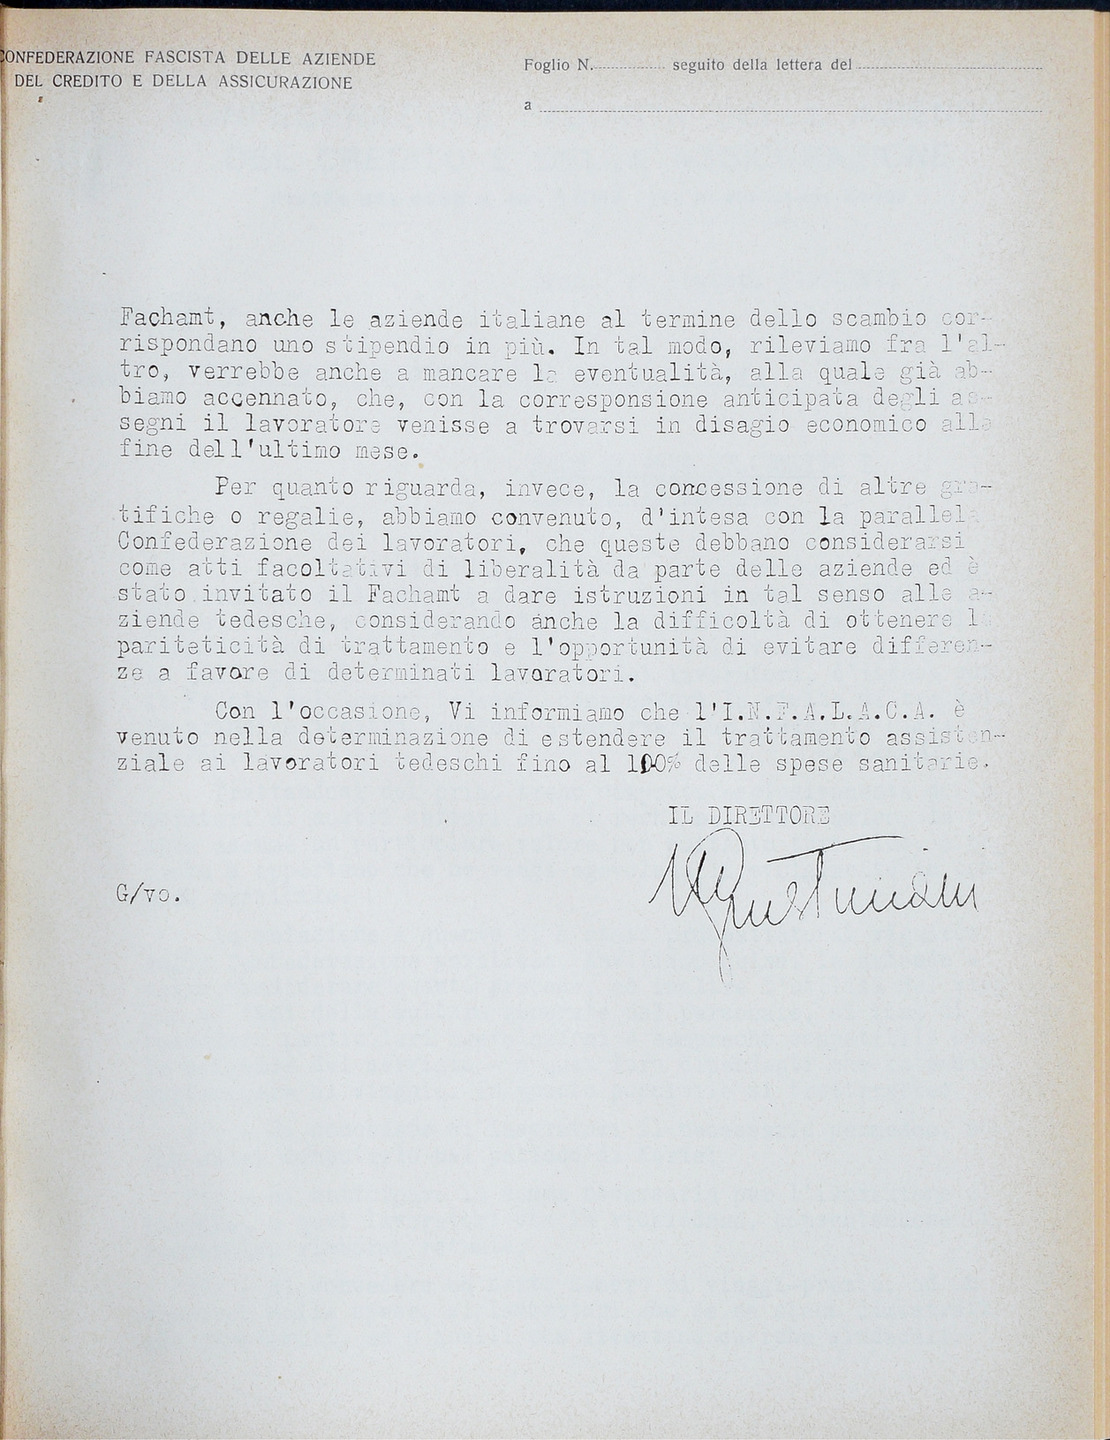 CONFEDERAZIONE FASCISTA DELLE AZIENDE
DEL CREDITO E DELLA ASSICURAZIONE
Foglio N. seguito della lettera del
a
Fachamt, anche le aziende italiane al termine dello scambio cor-
rispondano uno stipendio in più. In tal modo, rileviamo fra l'al-
tro, verrebbe anche a mancare la eventualità, alla quale già ab-
biamo accennato, che, con la corresponsione anticipata degli as-
segni il lavoratore venisse a trovarsi in disagio economico alla
fine dell'ultimo mese.
Per quanto riguarda, invece, la concessione di altre gra-
tifiche o regalie, abbiamo convenuto, d'intesa con la parallela
Confederazione dei lavoratori, che queste debbano considerarsi
come atti facoltativi di liberalità da parte delle aziende ed è
stato invitato il Fachamt a dare istruzioni in tal senso alle a-
ziende tedesche, considerando anche la difficoltà di ottenere l
pariteticità di trattamento e l'opportunità di evitare differen-
ze a favore di determinati lavoratori.
Con l'occasione, Vi informiamo che l'I.N.F.A.L.A.C.A. è
venuto nella determinazione di estendere il trattamento assisten-
ziale ai lavoratori tedeschi fino al 100% delle spese sanitarie.
IL DIRETTORE
G/vo.